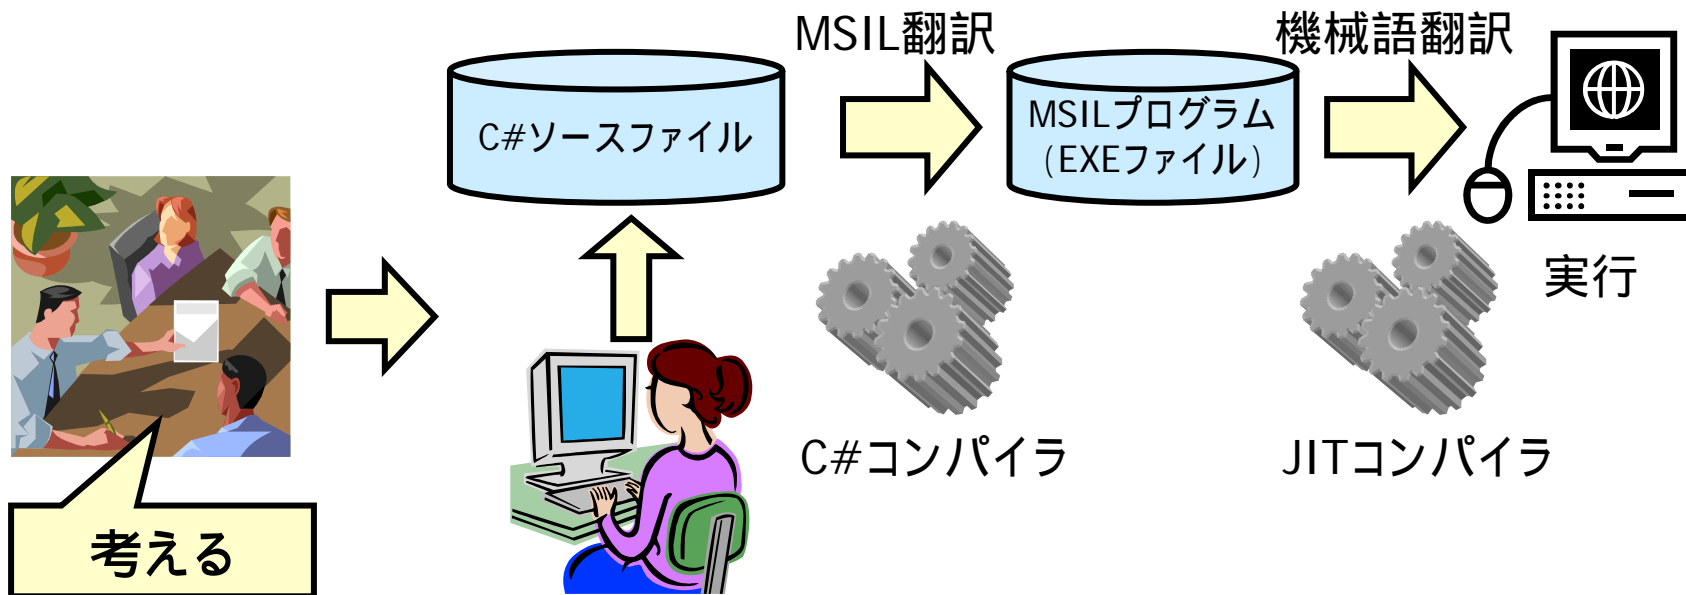 MSIL翻訳
機械語翻訳
C#ソースファイル
MSILプログラム
(EXEファイル)
実行
C#コンパイラ
JITコンパイラ
考える